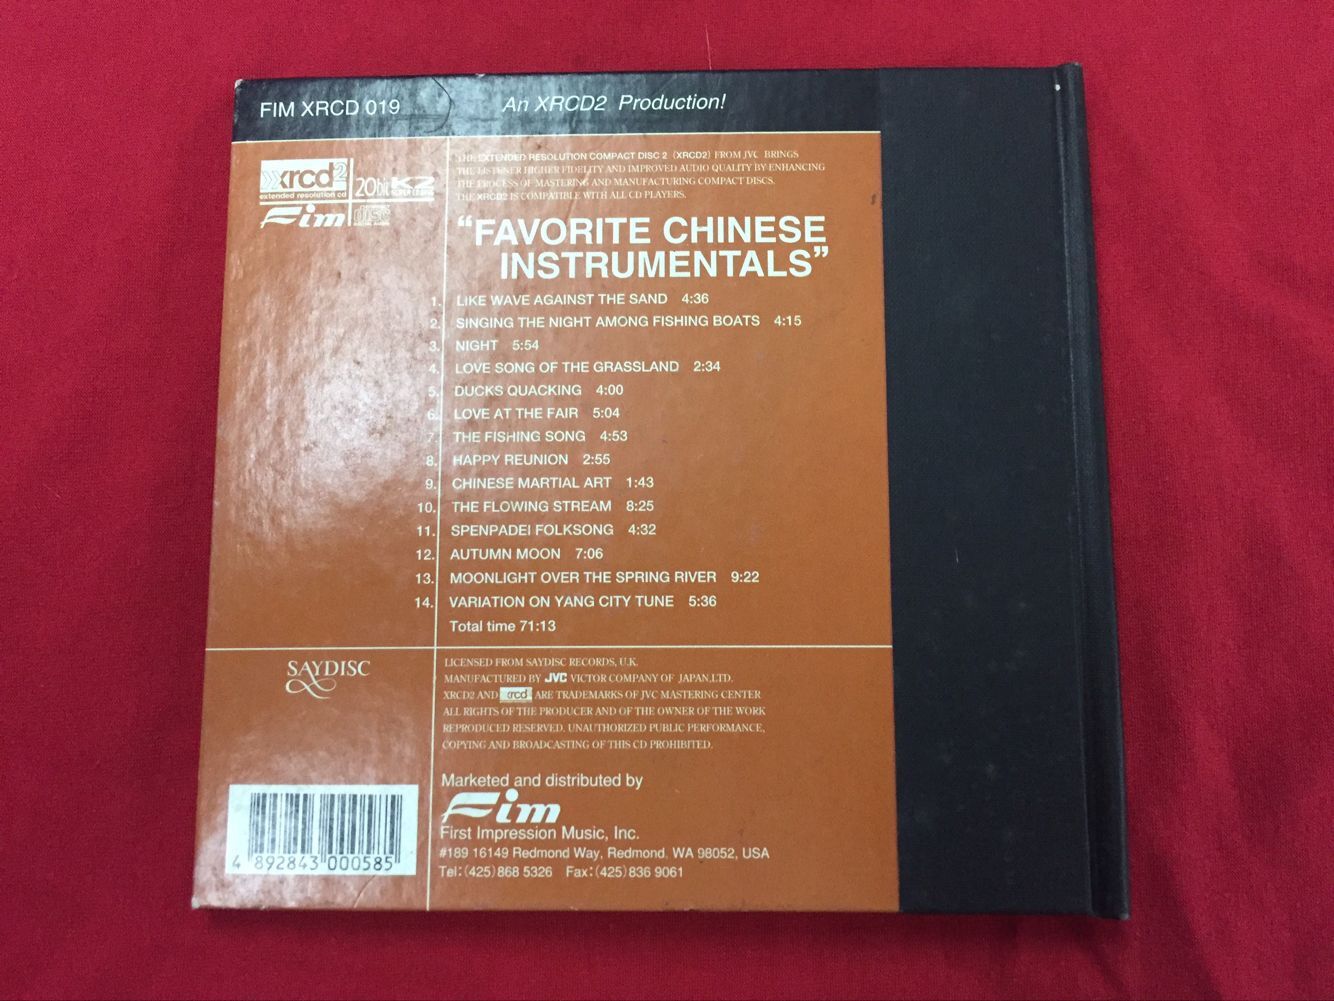 FIM XRCD 019
An XRCD2 Production!
xrcd2
extended resolution cd
20bit K2
Fim
disc
THE EXTENDED RESOLUTION COMPACT DISC 2 (XRCD2) FROM JVC BRINGS
THE LISTENER HIGHER FIDELITY AND IMPROVED AUDIO QUALITY BY ENHANCING
THE PROCESS OF MASTERING AND MANUFACTURING COMPACT DISCS.
THE XRCD2 IS COMPATIBLE WITH ALL CD PLAYERS.
“FAVORITE CHINESE
INSTRUMENTALS”
1. LIKE WAVE AGAINST THE SAND 4:36
2. SINGING THE NIGHT AMONG FISHING BOATS 4:15
3. NIGHT 5:54
4. LOVE SONG OF THE GRASSLAND 2:34
5. DUCKS QUACKING 4:00
6. LOVE AT THE FAIR 5:04
7. THE FISHING SONG 4:53
8. HAPPY REUNION 2:55
9. CHINESE MARTIAL ART 1:43
10. THE FLOWING STREAM 8:25
11. SPENPADEI FOLKSONG 4:32
12. AUTUMN MOON 7:06
13. MOONLIGHT OVER THE SPRING RIVER 9:22
14. VARIATION ON YANG CITY TUNE 5:36
Total time 71:13
SAYDISC
LICENSED FROM SAYDISC RECORDS, U.K.
MANUFACTURED BY JVC VICTOR COMPANY OF JAPAN,LTD.
XRCD2 AND xrcd ARE TRADEMARKS OF JVC MASTERING CENTER
ALL RIGHTS OF THE PRODUCER AND OF THE OWNER OF THE WORK
REPRODUCED RESERVED. UNAUTHORIZED PUBLIC PERFORMANCE,
COPYING AND BROADCASTING OF THIS CD PROHIBITED.
Marketed and distributed by
Fim
First Impression Music, Inc.
#189 16149 Redmond Way, Redmond. WA 98052, USA
Tel:(425)868 5326 Fax:(425)836 9061
4 892843 000585